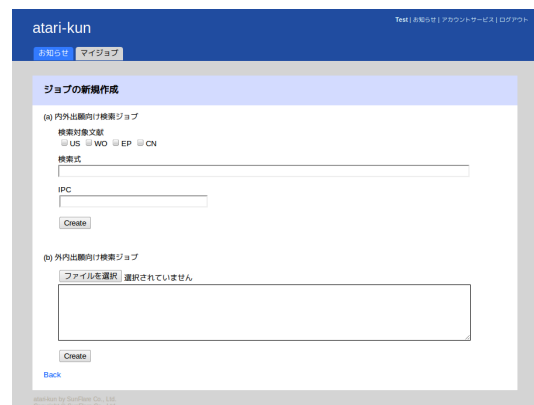 atari-kun
Test | お知らせ | アカウントサービス | ログアウト
お知らせ マイジョブ
ジョブの新規作成
(a) 内外出願向け検索ジョブ
検索対象文献
US WO EP CN
検索式
IPC
Create
(b) 外内出願向け検索ジョブ
ファイルを選択 選択されていません
Create
Back
atari-kun by SunFlare Co., Ltd.